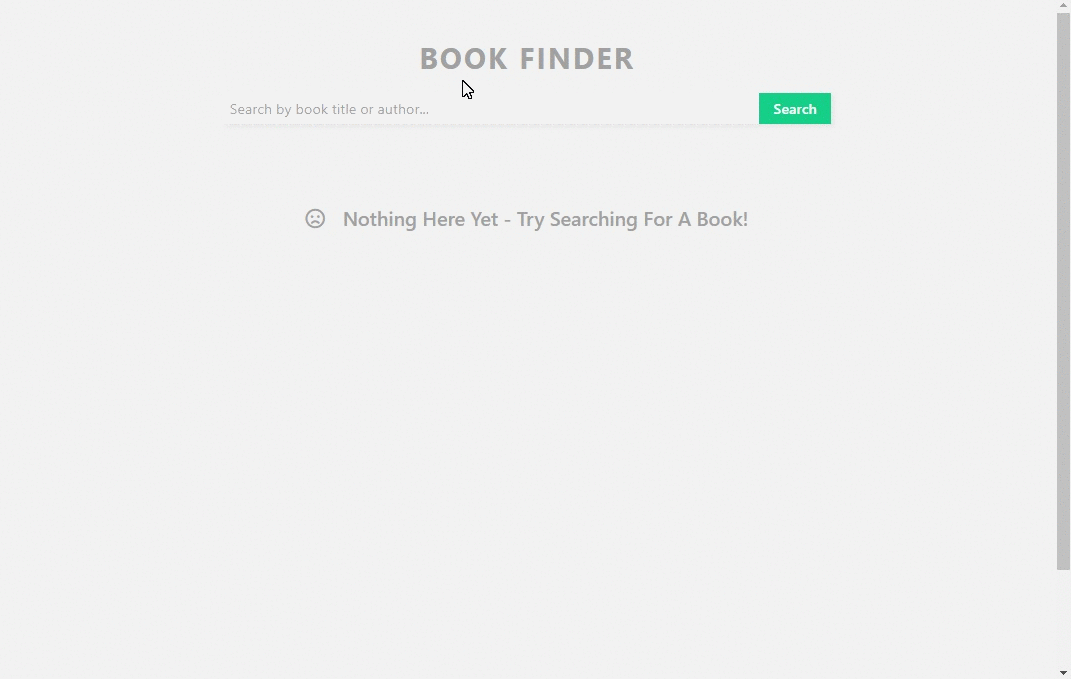 BOOK FINDER
Search by book title or author...
Search
Nothing Here Yet - Try Searching For A Book!